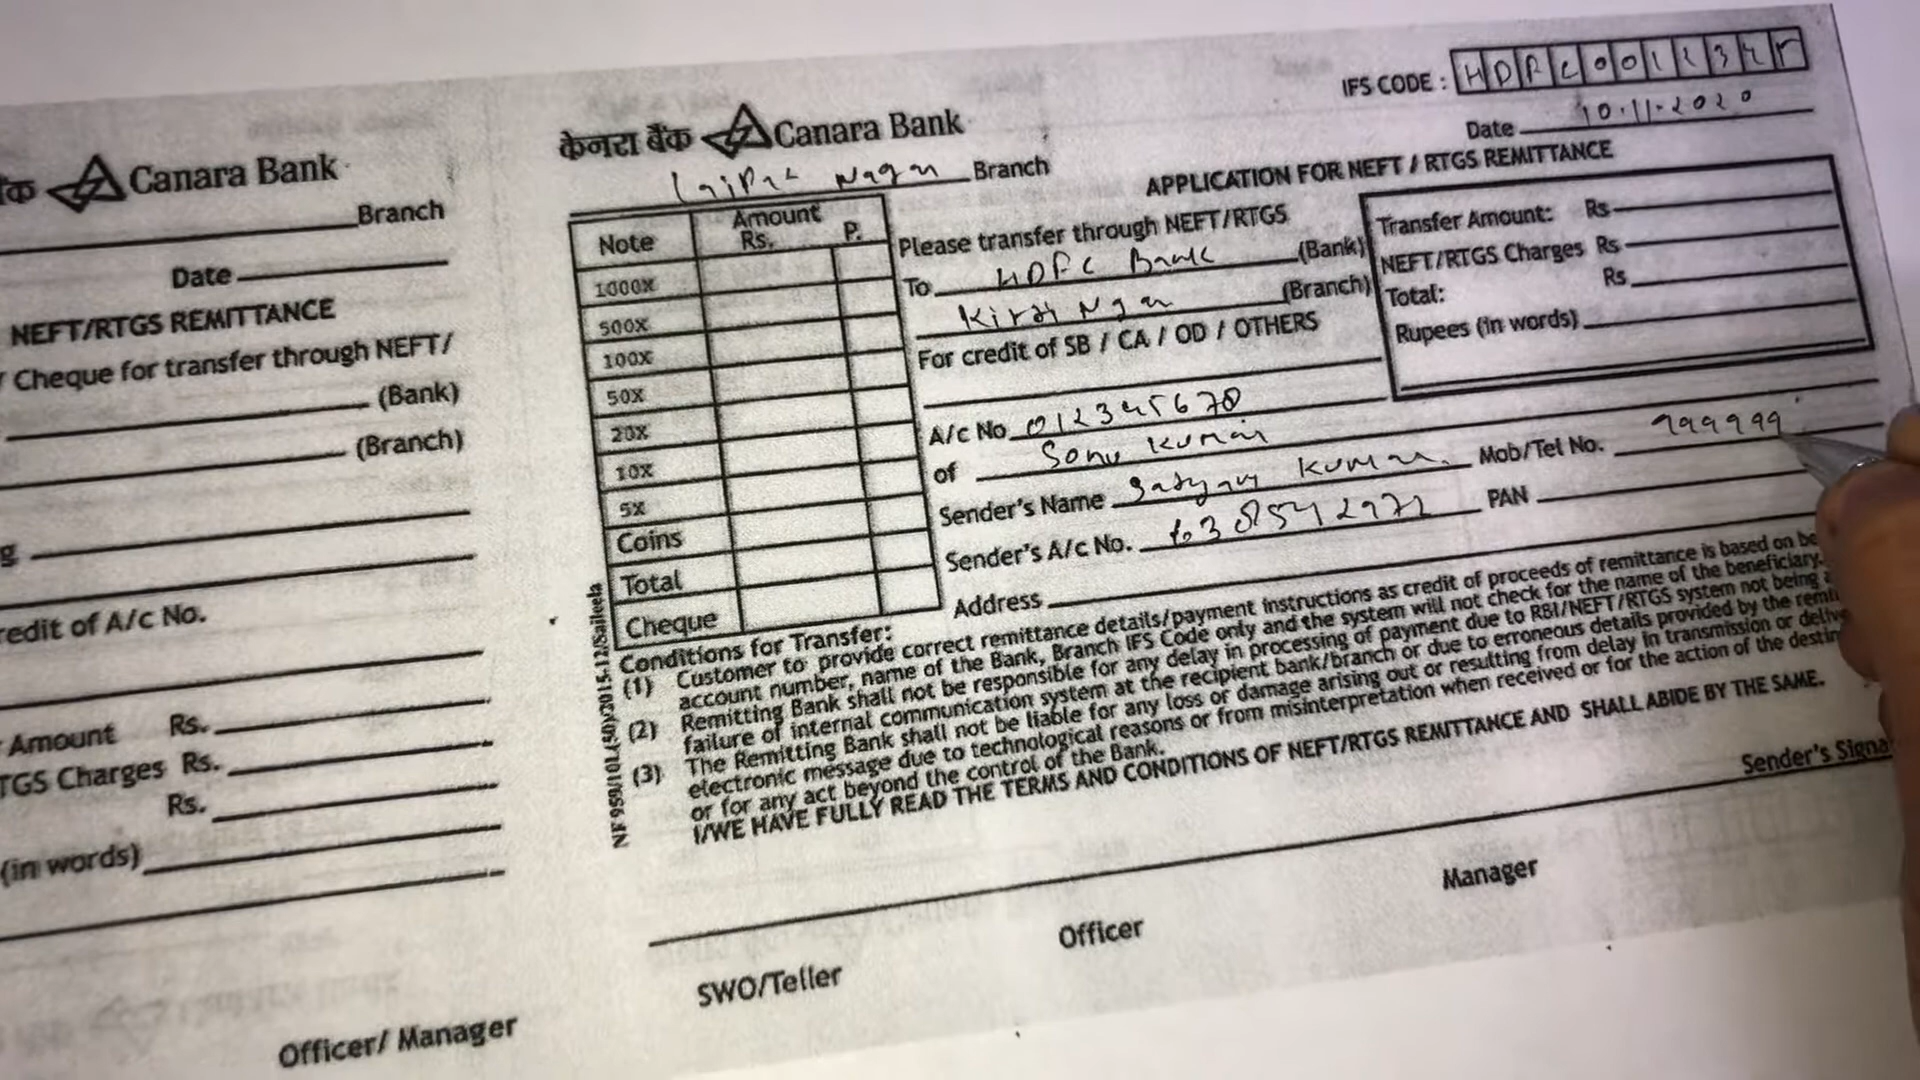 Canara Bank
Branch
Date
NEFT/RTGS REMITTANCE
Cheque for transfer through NEFT/
(Bank)
(Branch)
g
redit of A/c No.
Amount Rs.
TGS Charges Rs.
Rs.
(in words)
Officer/ Manager
IFS CODE : HDFC0012345
Date 10.11.2020
केनरा बैंक Canara Bank
Nagar Branch
APPLICATION FOR NEFT / RTGS REMITTANCE
Note Amount Rs. P.
1000X
500X
100X
50X
20X
10X
5X
Coins
Total
Cheque
Please transfer through NEFT/RTGS
To HDFC Bank (Bank)
Kirti Ngar (Branch)
For credit of SB / CA / OD / OTHERS
A/c No 012345678
of Sonu Kumar
Sender's Name Satyam Kumar
Sender's A/c No.
Address
Transfer Amount: Rs
NEFT/RTGS Charges Rs
Total: Rs
Rupees (in words)
Mob/Tel No. 999999
PAN
NF 959/10L(50)/2015-12/Saileela
Conditions for Transfer:
(1) Customer to provide correct remittance details/payment instructions as credit of proceeds of remittance is based on be
account number, name of the Bank, Branch IFS Code only and the system will not check for the name of the beneficiary.
(2) Remitting Bank shall not be responsible for any delay in processing of payment due to RBI/NEFT/RTGS system not being
failure of internal communication system at the recipient bank/branch or due to erroneous details provided by the remi
(3) The Remitting Bank shall not be liable for any loss or damage arising out or resulting from delay in transmission or delive
electronic message due to technological reasons or from misinterpretation when received or for the action of the destin
or for any act beyond the control of the Bank.
I/WE HAVE FULLY READ THE TERMS AND CONDITIONS OF NEFT/RTGS REMITTANCE AND SHALL ABIDE BY THE SAME.
Sender's Signa
SWO/Teller
Officer
Manager